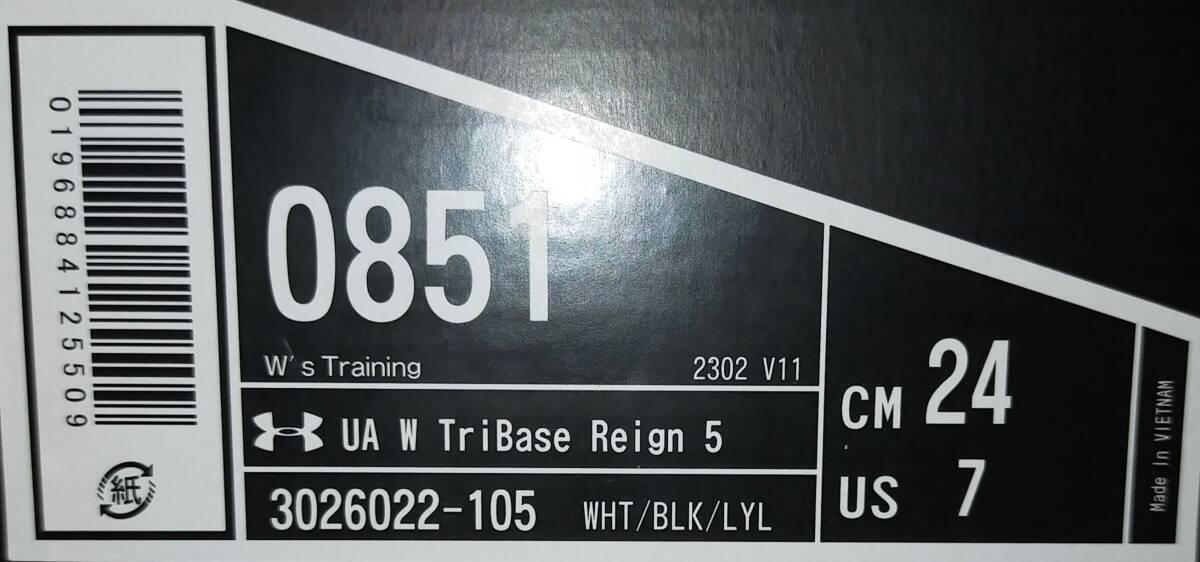 0196884125509
紙
0851
W's Training
2302 V11
UA W TriBase Reign 5
3026022-105 WHT/BLK/LYL
CM 24
US 7
Made In VIETNAM